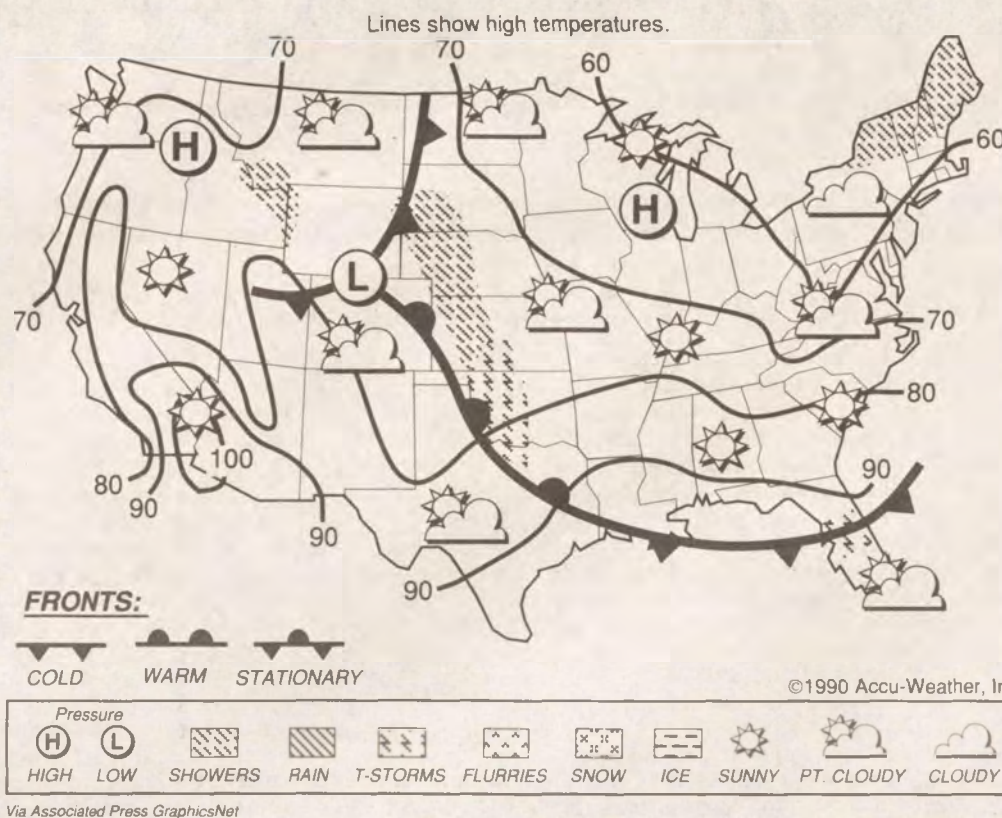 Lines show high temperatures.
70
70
60
60
H
H
L
70
70
80
90
100
80
90
90
90
FRONTS:
COLD WARM STATIONARY
©1990 Accu-Weather, In
Pressure
H L
HIGH LOW SHOWERS RAIN T-STORMS FLURRIES SNOW ICE SUNNY PT. CLOUDY CLOUDY
Via Associated Press GraphicsNet